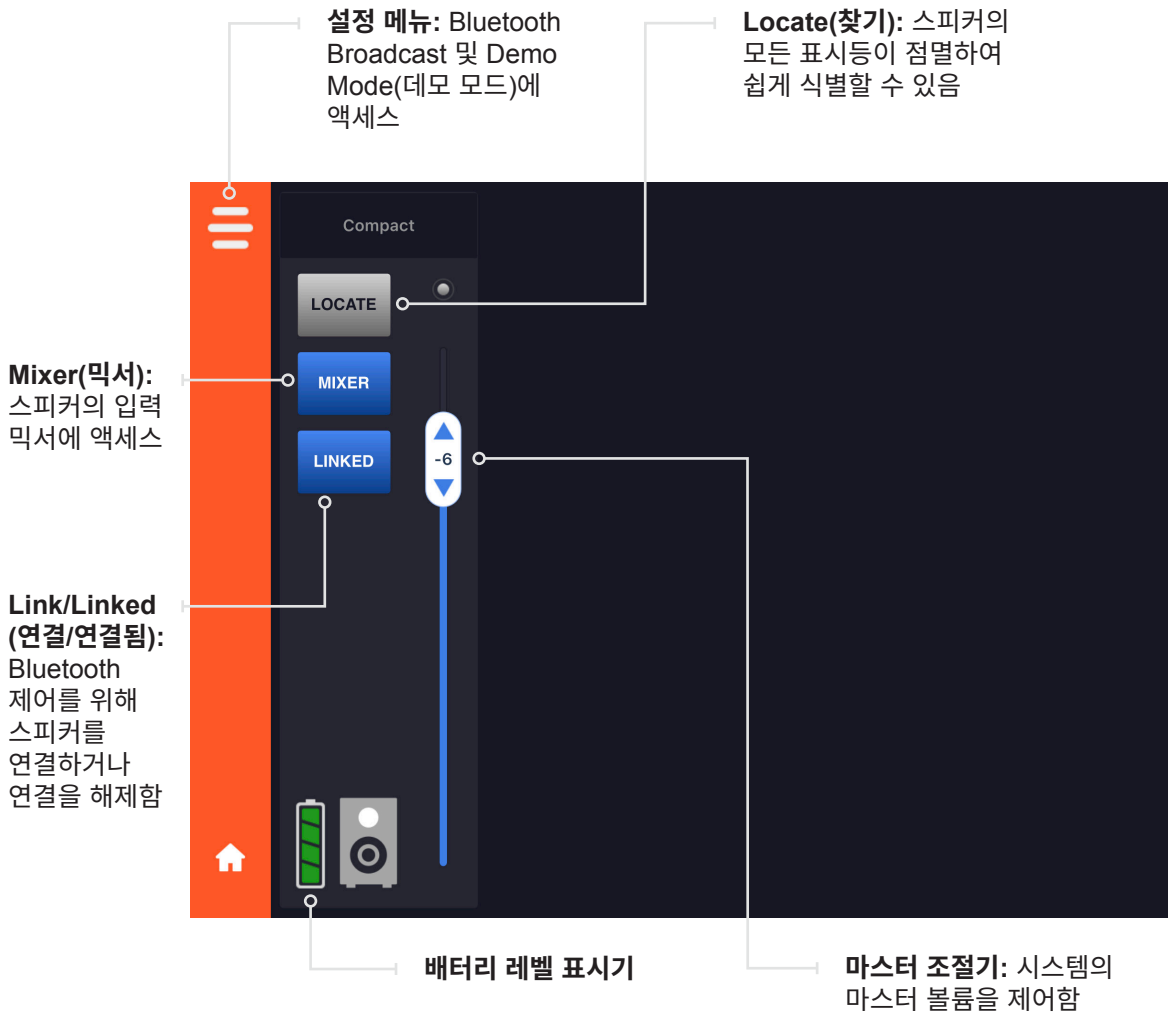 설정 메뉴: Bluetooth
Broadcast 및 Demo
Mode(데모 모드)에
액세스
Locate(찾기): 스피커의
모든 표시등이 점멸하여
쉽게 식별할 수 있음
Compact
LOCATE
Mixer(믹서):
스피커의 입력
믹서에 액세스
MIXER
LINKED
-6
Link/Linked
(연결/연결됨):
Bluetooth
제어를 위해
스피커를
연결하거나
연결을 해제함
배터리 레벨 표시기
마스터 조절기: 시스템의
마스터 볼륨을 제어함